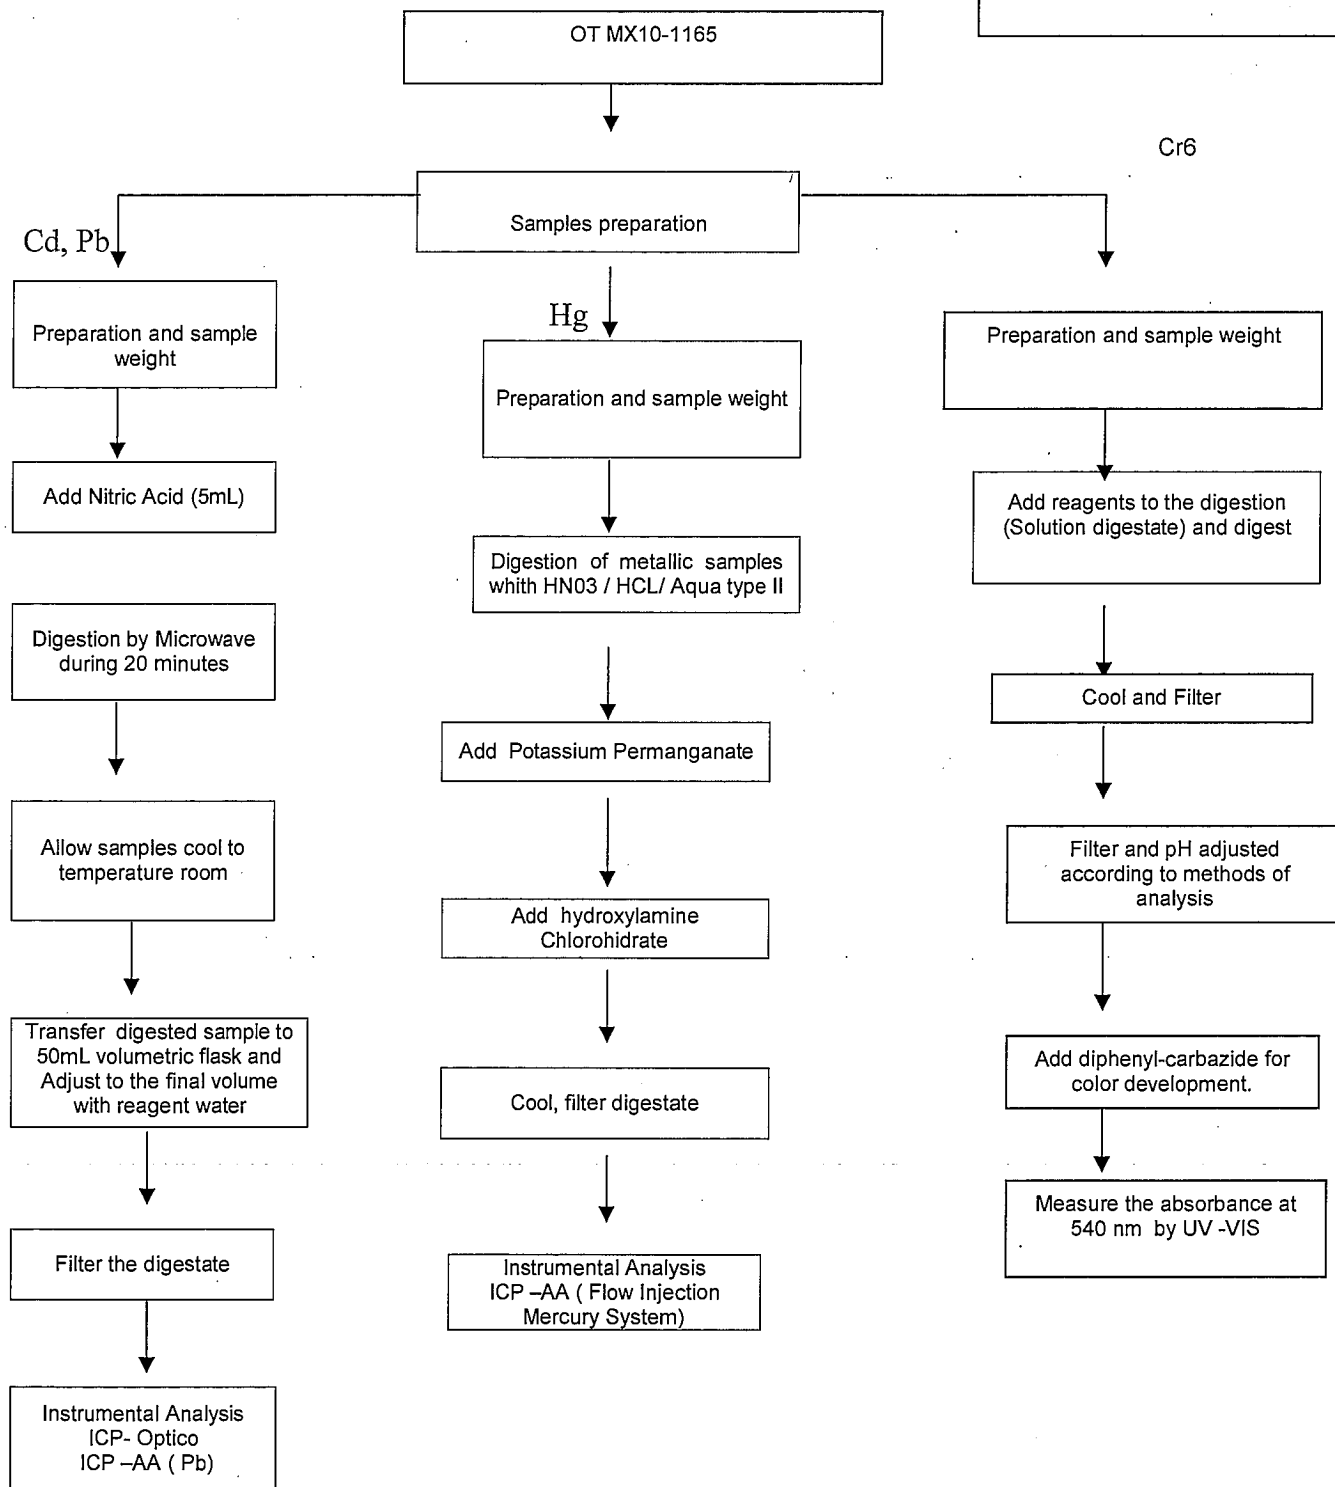 OT MX10-1165
Cr6
Samples preparation
Cd, Pb
Preparation and sample
weight
Add Nitric Acid (5mL)
Digestion by Microwave
during 20 minutes
Allow samples cool to
temperature room
Transfer digested sample to
50mL volumetric flask and
Adjust to the final volume
with reagent water
Filter the digestate
Instrumental Analysis
ICP- Optico
ICP –AA ( Pb)
Hg
Preparation and sample weight
Digestion of metallic samples
whith HN03 / HCL/ Aqua type II
Add Potassium Permanganate
Add hydroxylamine
Chlorohidrate
Cool, filter digestate
Instrumental Analysis
ICP –AA ( Flow Injection
Mercury System)
Preparation and sample weight
Add reagents to the digestion
(Solution digestate) and digest
Cool and Filter
Filter and pH adjusted
according to methods of
analysis
Add diphenyl-carbazide for
color development.
Measure the absorbance at
540 nm by UV -VIS